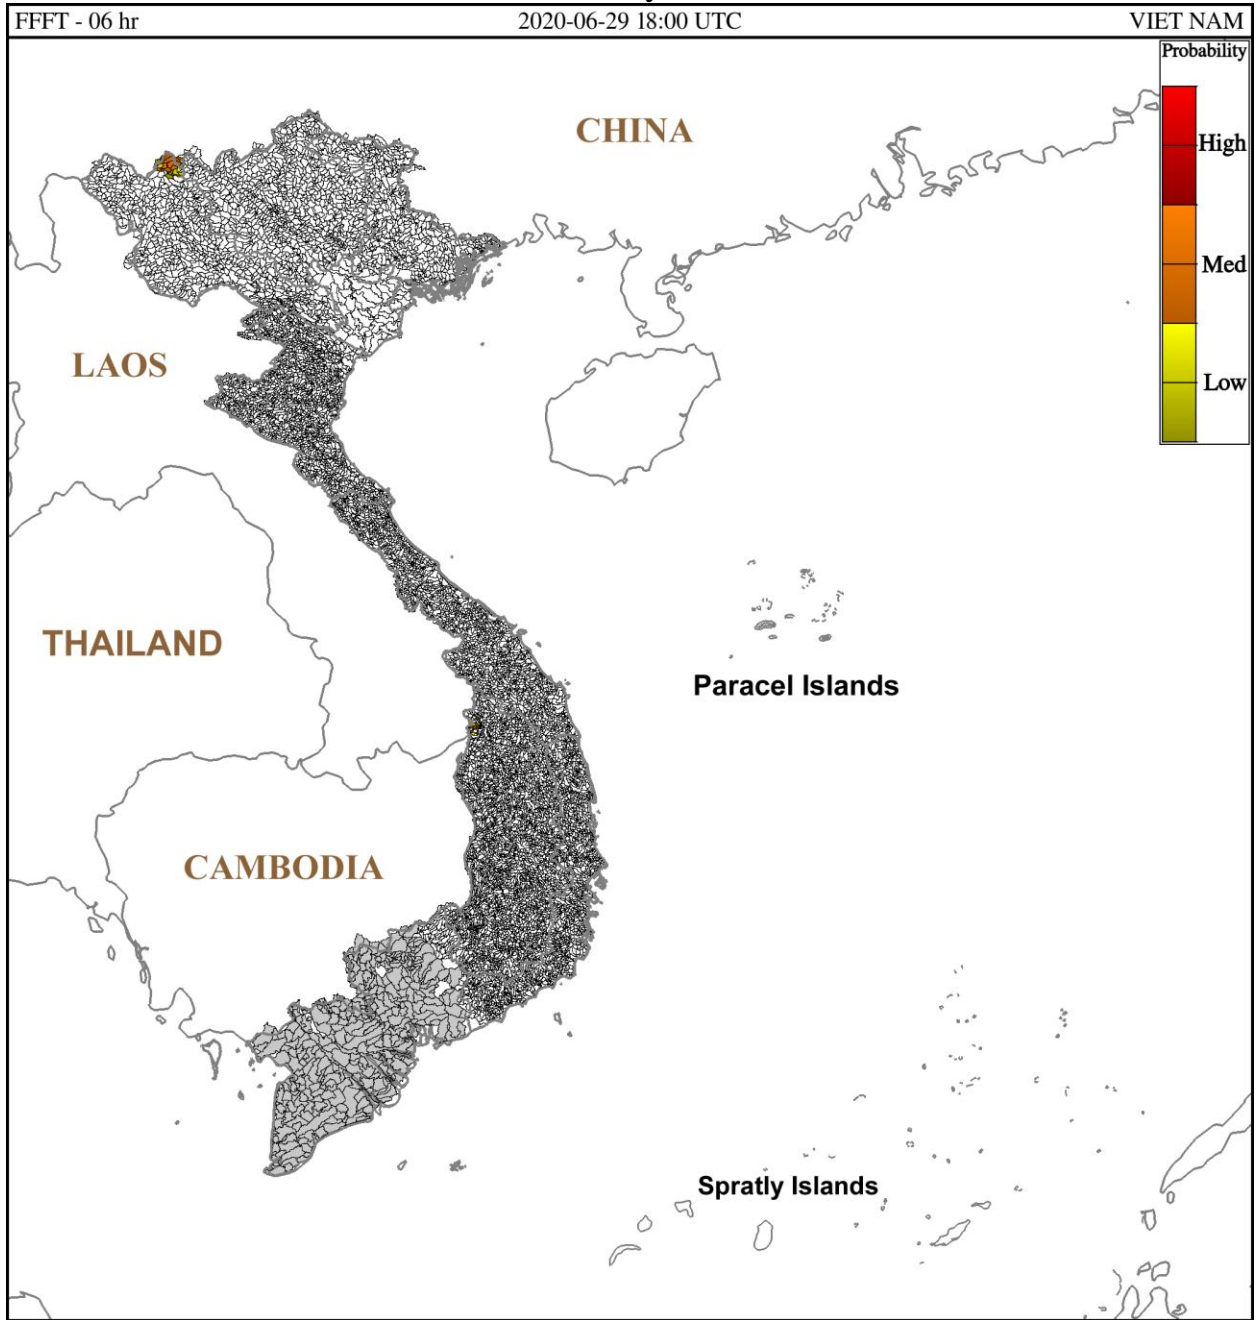 FFFT - 06 hr 2020-06-29 18:00 UTC VIET NAM
Probability
CHINA
High
Med
LAOS
Low
THAILAND
Paracel Islands
CAMBODIA
Spratly Islands